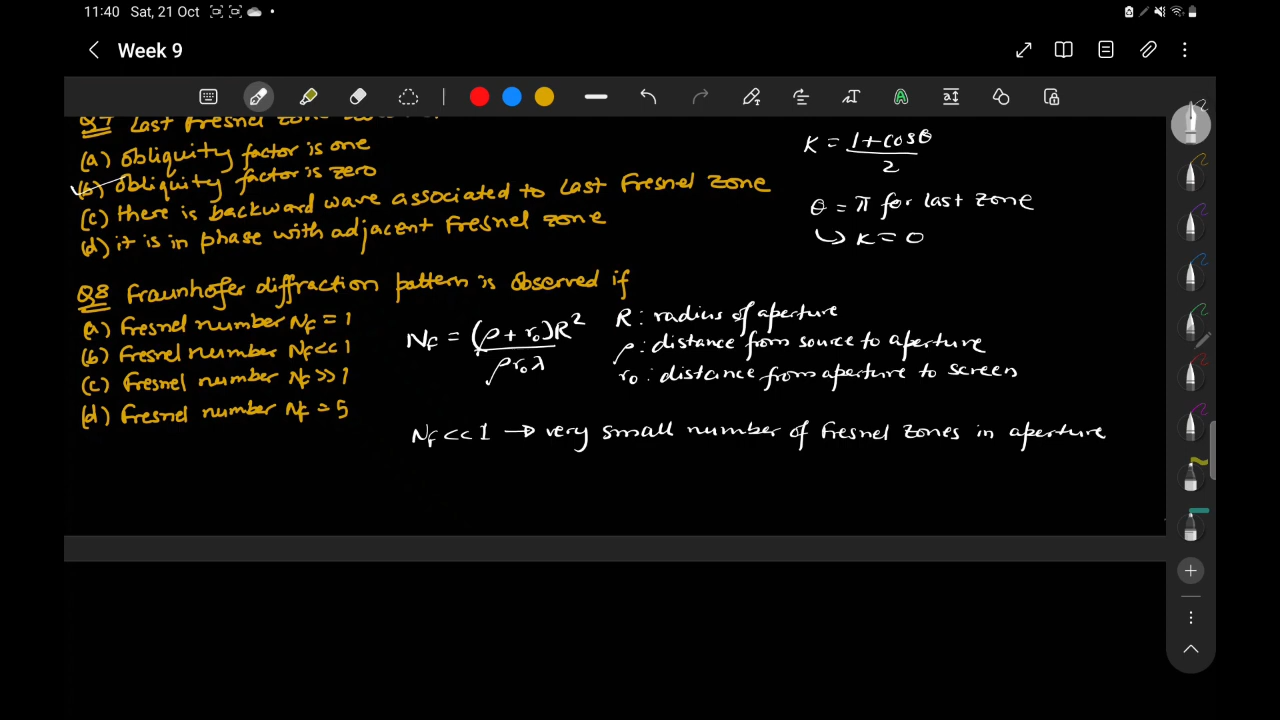 11:40 Sat, 21 Oct
Week 9
Q7 Last Fresnel zone
(a) obliquity factor is one
(b) obliquity factor is zero
(c) there is backward wave associated to Last Fresnel zone
(d) it is in phase with adjacent Fresnel zone
K = 1+cosθ
2
θ = π for last zone
↳ K = 0
Q8 Fraunhofer diffraction pattern is observed if
(a) Fresnel number NF = 1
(b) Fresnel number NF << 1
(c) Fresnel number NF >> 1
(d) Fresnel number NF = 5
NF = (ρ + r₀)R²
ρr₀λ
R : radius of aperture
ρ : distance from source to aperture
r₀ : distance from aperture to screen
NF << 1 → very small number of Fresnel zones in aperture